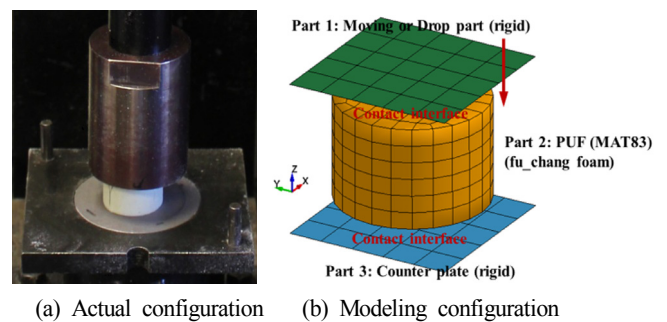 Part 1: Moving or Drop part (rigid)
Contact interface
Part 2: PUF (MAT83)
(fu_chang foam)
Z
Y
X
Contact interface
Part 3: Counter plate (rigid)
(a) Actual configuration
(b) Modeling configuration